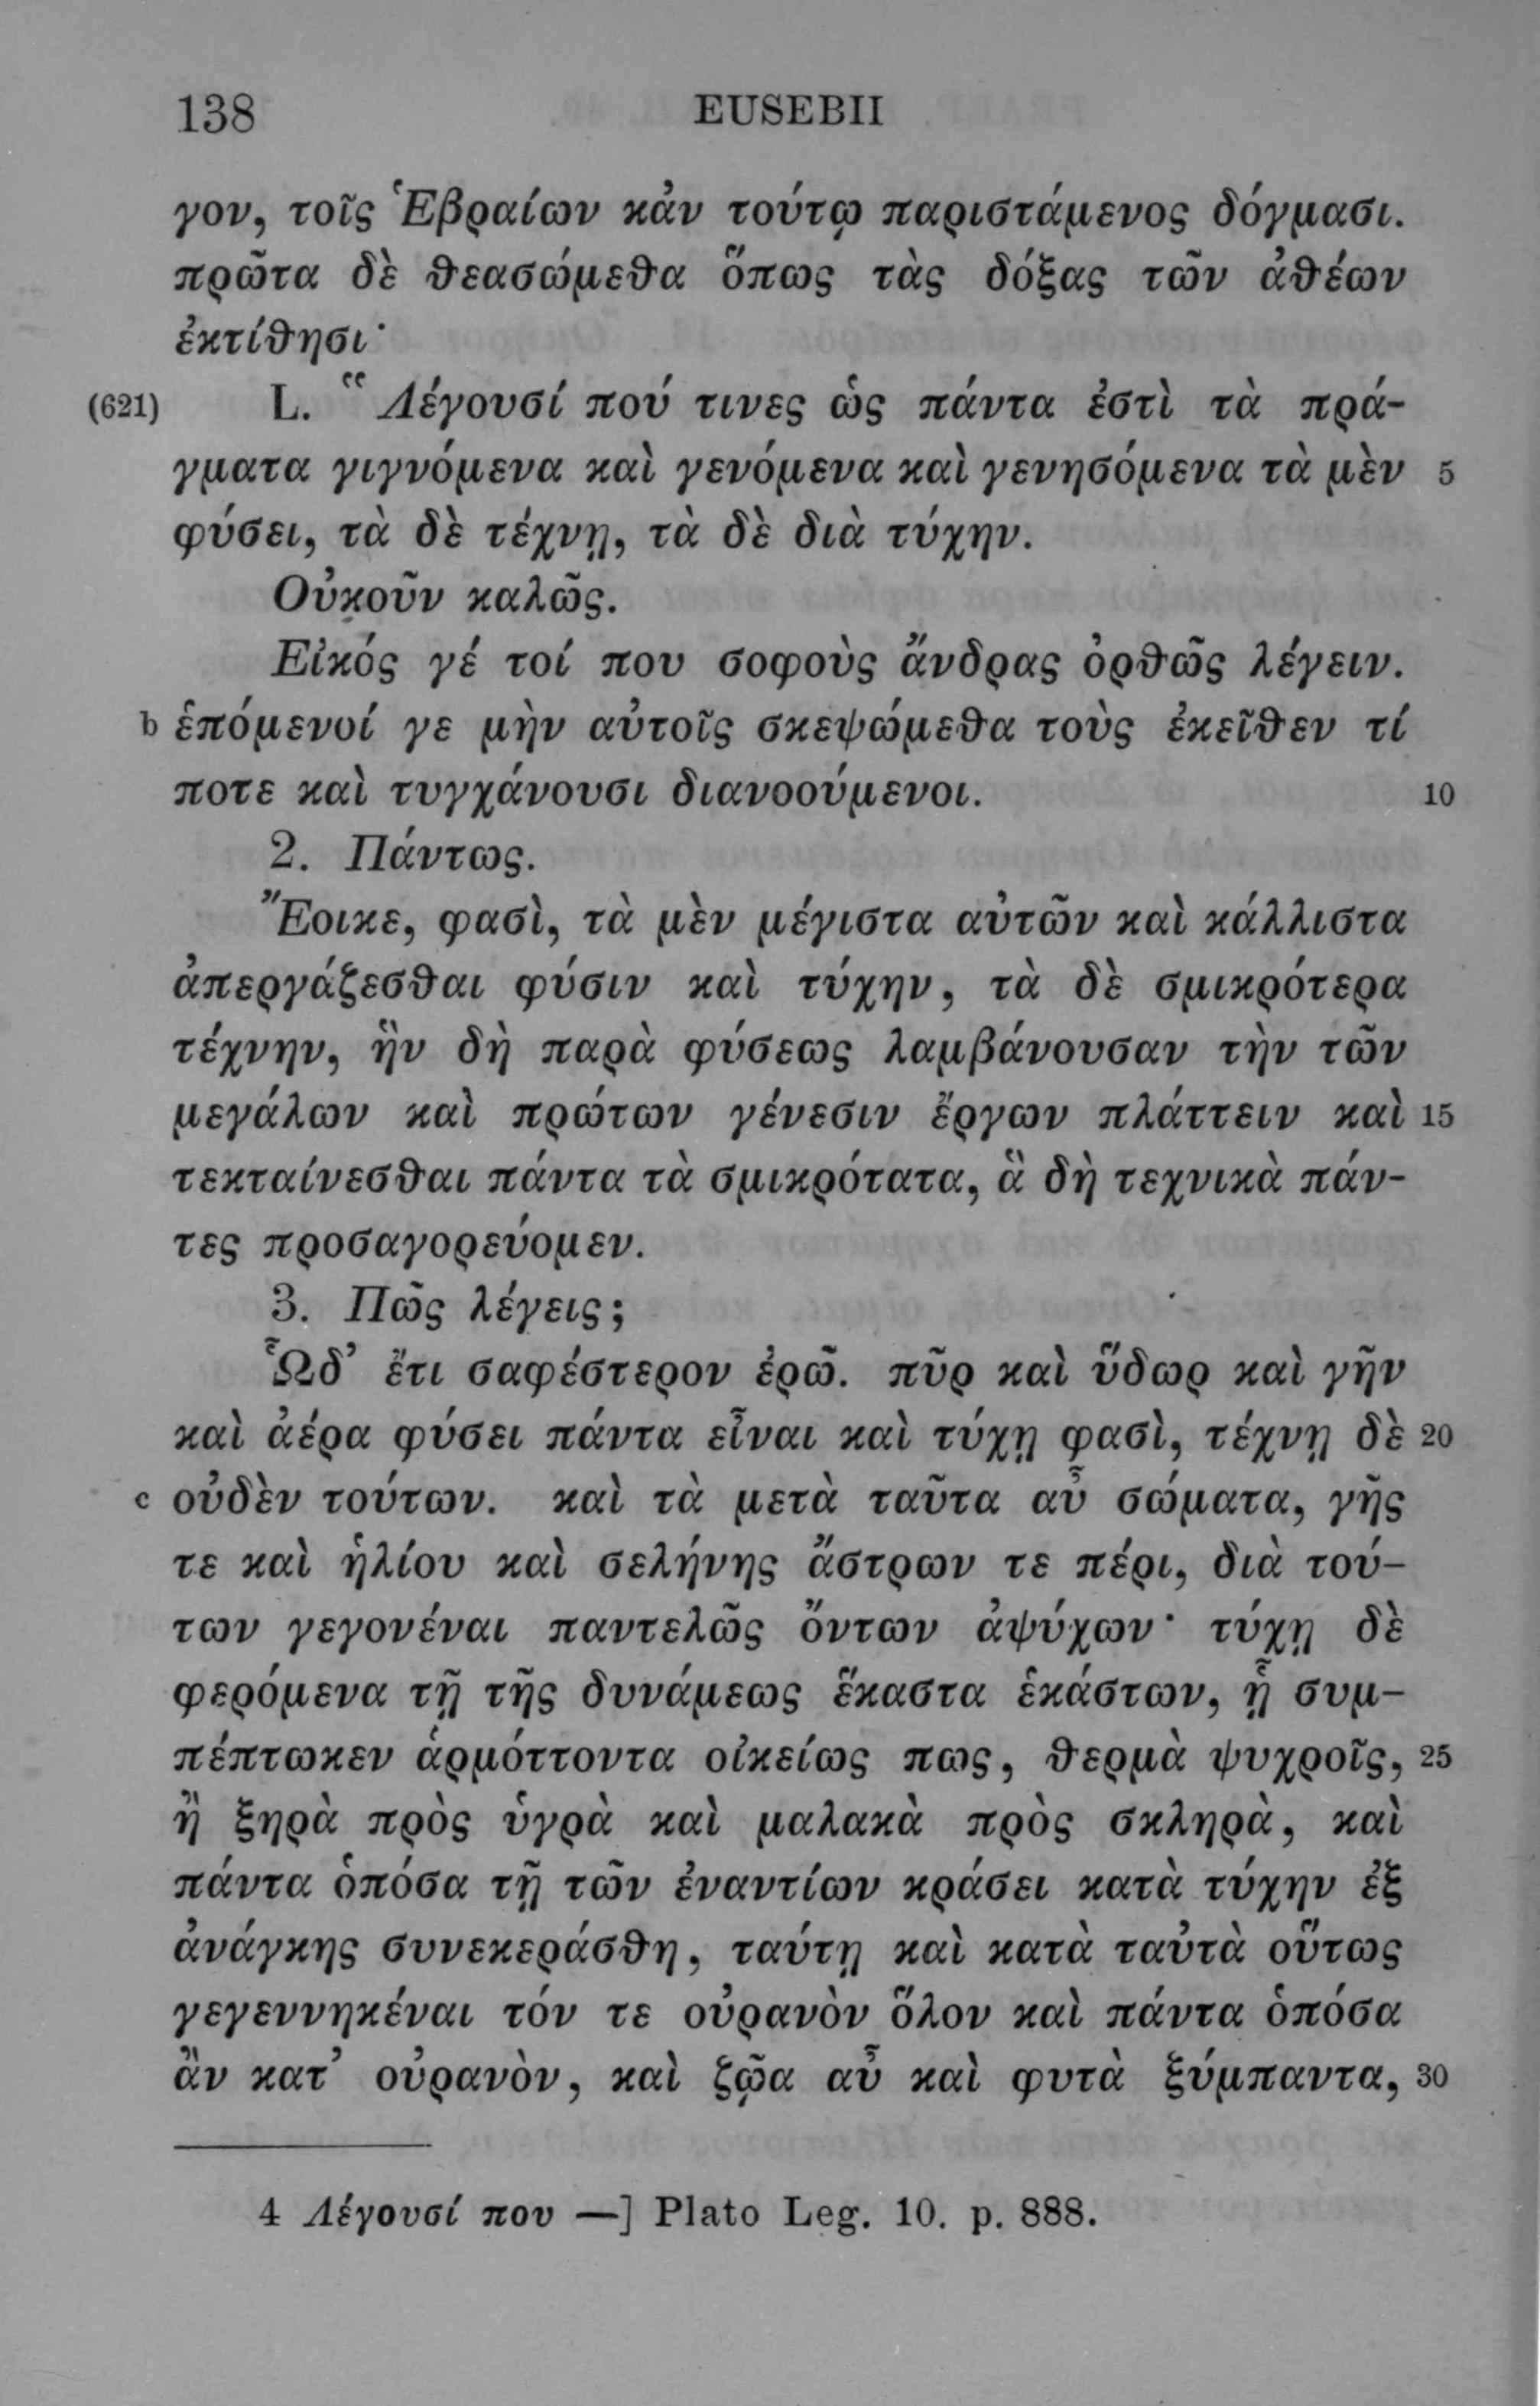 138 EUSEBII
γον, τοῖς Ἑβραίων κἀν τούτῳ παριστάμενος δόγμασι.
πρῶτα δὲ θεασώμεθα ὅπως τὰς δόξας τῶν ἀθέων
ἐκτίθησι·
(621) L. “Λέγουσί πού τινες ὡς πάντα ἐστὶ τὰ πρά-
γματα γιγνόμενα καὶ γενόμενα καὶ γενησόμενα τὰ μὲν 5
φύσει, τὰ δὲ τέχνῃ, τὰ δὲ διὰ τύχην.
Οὐκοῦν καλῶς.
Εἰκός γέ τοί που σοφοὺς ἄνδρας ὀρθῶς λέγειν.
b ἑπόμενοί γε μὴν αὐτοῖς σκεψώμεθα τοὺς ἐκεῖθεν τί
ποτε καὶ τυγχάνουσι διανοούμενοι. 10
2. Πάντως.
Ἔοικε, φασὶ, τὰ μὲν μέγιστα αὐτῶν καὶ κάλλιστα
ἀπεργάζεσθαι φύσιν καὶ τύχην, τὰ δὲ σμικρότερα
τέχνην, ἣν δὴ παρὰ φύσεως λαμβάνουσαν τὴν τῶν
μεγάλων καὶ πρώτων γένεσιν ἔργων πλάττειν καὶ 15
τεκταίνεσθαι πάντα τὰ σμικρότατα, ἃ δὴ τεχνικὰ πάν-
τες προσαγορεύομεν.
3. Πῶς λέγεις;
Ὧδ’ ἔτι σαφέστερον ἐρῶ. πῦρ καὶ ὕδωρ καὶ γῆν
καὶ ἀέρα φύσει πάντα εἶναι καὶ τύχῃ φασὶ, τέχνῃ δὲ 20
c οὐδὲν τούτων. καὶ τὰ μετὰ ταῦτα αὖ σώματα, γῆς
τε καὶ ἡλίου καὶ σελήνης ἄστρων τε πέρι, διὰ τού-
των γεγονέναι παντελῶς ὄντων ἀψύχων· τύχῃ δὲ
φερόμενα τῇ τῆς δυνάμεως ἕκαστα ἑκάστων, ᾗ συμ-
πέπτωκεν ἁρμόττοντα οἰκείως πως, θερμὰ ψυχροῖς, 25
ἢ ξηρὰ πρὸς ὑγρὰ καὶ μαλακὰ πρὸς σκληρὰ, καὶ
πάντα ὁπόσα τῇ τῶν ἐναντίων κράσει κατὰ τύχην ἐξ
ἀνάγκης συνεκεράσθη, ταύτῃ καὶ κατὰ ταὐτὰ οὕτως
γεγεννηκέναι τόν τε οὐρανὸν ὅλον καὶ πάντα ὁπόσα
ἂν κατ’ οὐρανὸν, καὶ ζῷα αὖ καὶ φυτὰ ξύμπαντα, 30
4 Λέγουσί που —] Plato Leg. 10. p. 888.